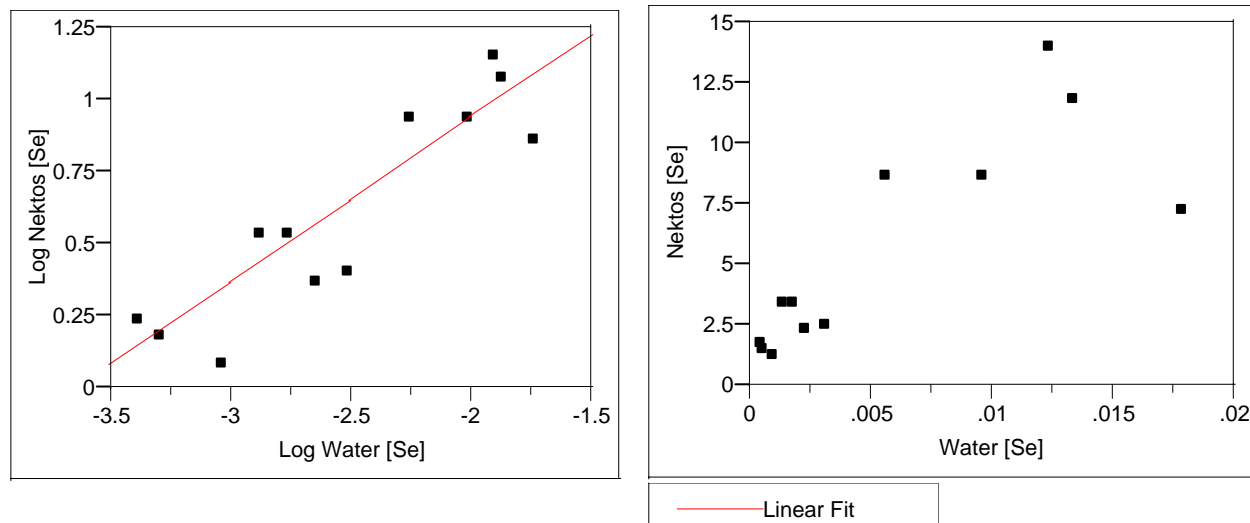 1.25
1
0.75
0.5
0.25
0
Log Nektos [Se]
-3.5 -3 -2.5 -2 -1.5
Log Water [Se]
15
12.5
10
7.5
5
2.5
0
Nektos [Se]
0 .005 .01 .015 .02
Water [Se]
Linear Fit